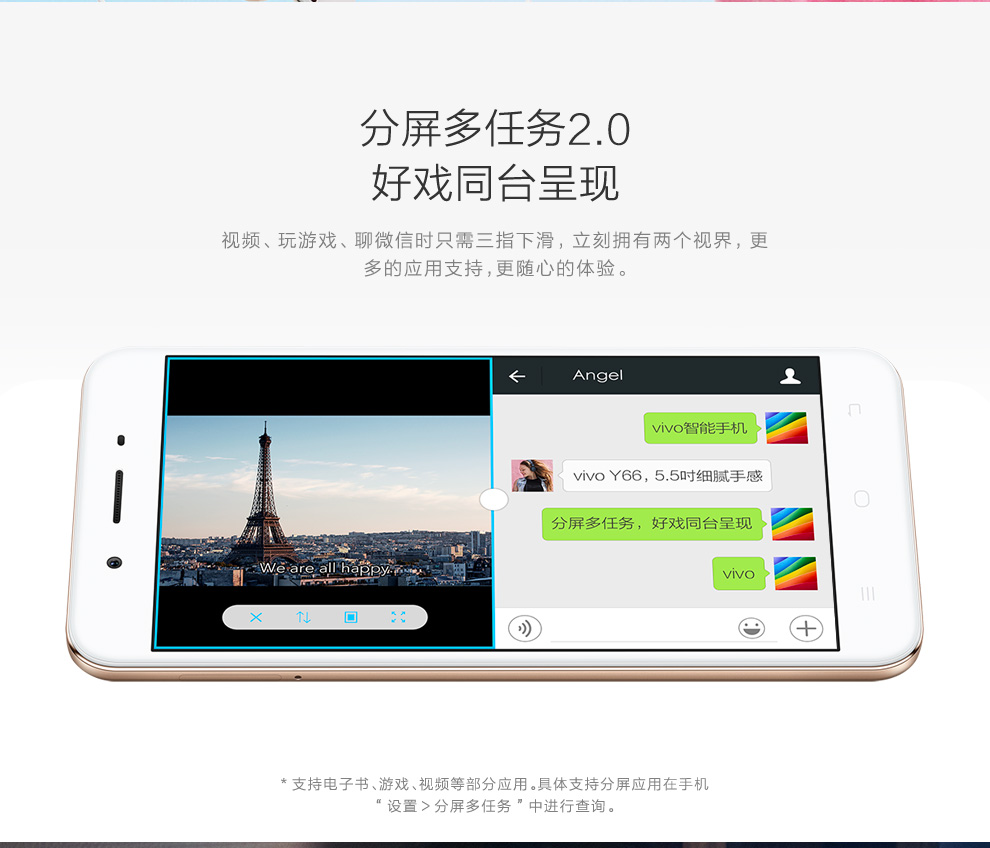 分屏多任务2.0
好戏同台呈现
视频、玩游戏、聊微信时只需三指下滑，立刻拥有两个视界，更
多的应用支持，更随心的体验。
Angel
vivo智能手机
vivo Y66，5.5吋细腻手感
分屏多任务，好戏同台呈现
We are all happy...
vivo
* 支持电子书、游戏、视频等部分应用。具体支持分屏应用在手机
“ 设置 > 分屏多任务 ” 中进行查询。